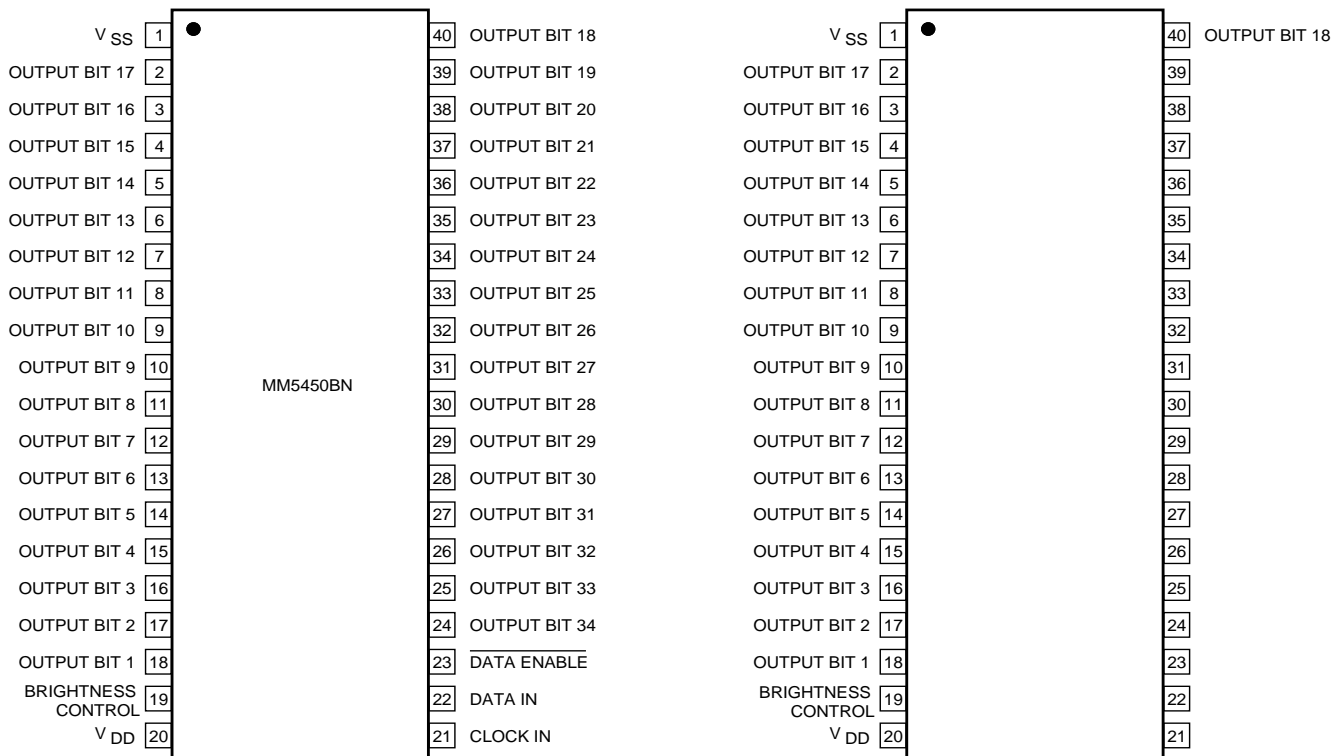 V SS 1 40 OUTPUT BIT 18
OUTPUT BIT 17 2 39 OUTPUT BIT 19
OUTPUT BIT 16 3 38 OUTPUT BIT 20
OUTPUT BIT 15 4 37 OUTPUT BIT 21
OUTPUT BIT 14 5 36 OUTPUT BIT 22
OUTPUT BIT 13 6 35 OUTPUT BIT 23
OUTPUT BIT 12 7 34 OUTPUT BIT 24
OUTPUT BIT 11 8 33 OUTPUT BIT 25
OUTPUT BIT 10 9 32 OUTPUT BIT 26
OUTPUT BIT 9 10 31 OUTPUT BIT 27
MM5450BN
OUTPUT BIT 8 11 30 OUTPUT BIT 28
OUTPUT BIT 7 12 29 OUTPUT BIT 29
OUTPUT BIT 6 13 28 OUTPUT BIT 30
OUTPUT BIT 5 14 27 OUTPUT BIT 31
OUTPUT BIT 4 15 26 OUTPUT BIT 32
OUTPUT BIT 3 16 25 OUTPUT BIT 33
OUTPUT BIT 2 17 24 OUTPUT BIT 34
OUTPUT BIT 1 18 23 DATA ENABLE
BRIGHTNESS
CONTROL 19 22 DATA IN
V DD 20 21 CLOCK IN
V SS 1 40 OUTPUT BIT 18
OUTPUT BIT 17 2 39
OUTPUT BIT 16 3 38
OUTPUT BIT 15 4 37
OUTPUT BIT 14 5 36
OUTPUT BIT 13 6 35
OUTPUT BIT 12 7 34
OUTPUT BIT 11 8 33
OUTPUT BIT 10 9 32
OUTPUT BIT 9 10 31
OUTPUT BIT 8 11 30
OUTPUT BIT 7 12 29
OUTPUT BIT 6 13 28
OUTPUT BIT 5 14 27
OUTPUT BIT 4 15 26
OUTPUT BIT 3 16 25
OUTPUT BIT 2 17 24
OUTPUT BIT 1 18 23
BRIGHTNESS
CONTROL 19 22
V DD 20 21